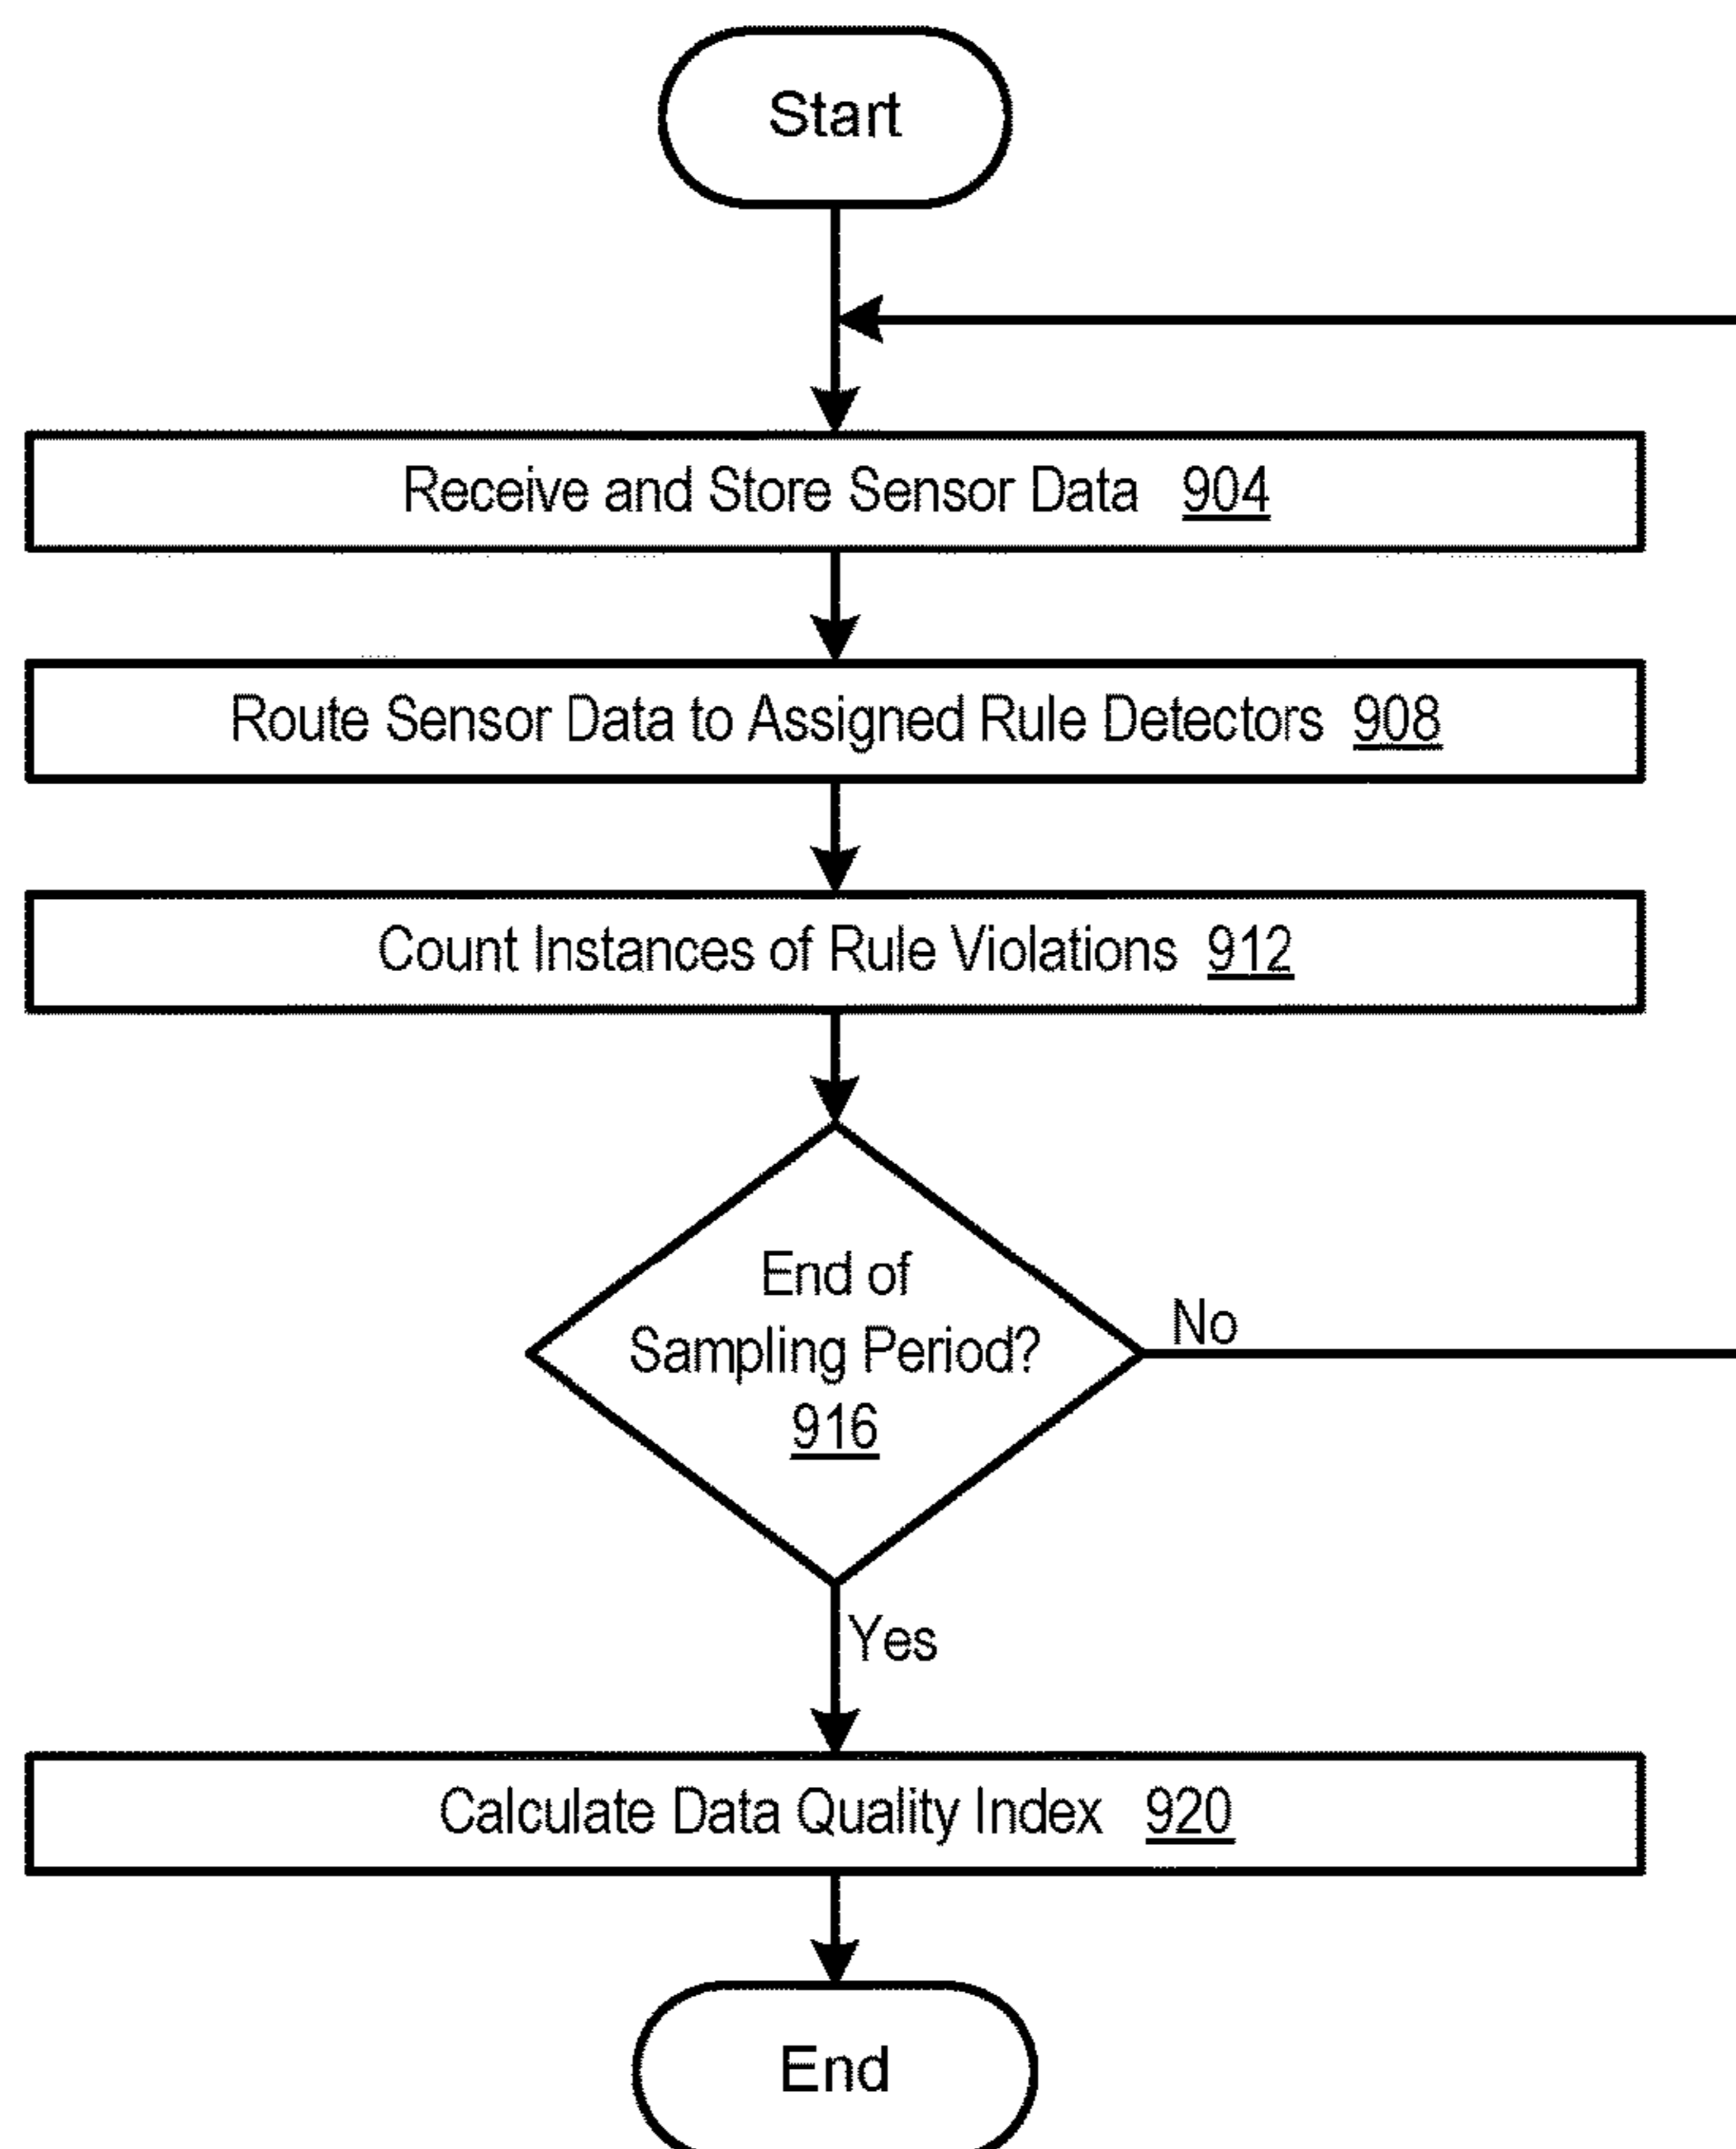 Start
Receive and Store Sensor Data 904
Route Sensor Data to Assigned Rule Detectors 908
Count Instances of Rule Violations 912
End of
Sampling Period?
916
No
Yes
Calculate Data Quality Index 920
End